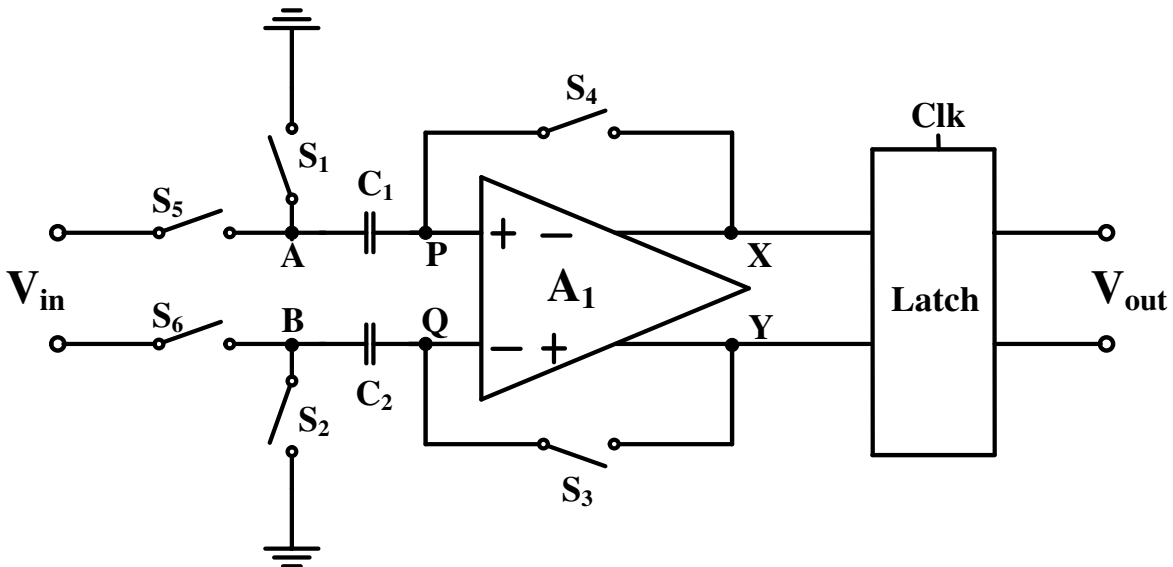 S4
Clk
S1
C1
S5
+ −
A
P
X
Vin
A1
Latch
Vout
S6
B
Q
Y
− +
C2
S2
S3